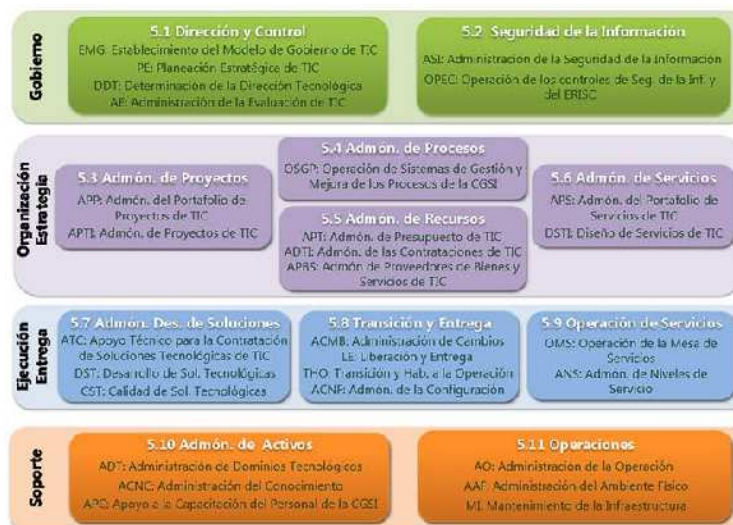 Gobierno
5.1 Dirección y Control
EMG: Establecimiento del Modelo de Gobierno de TIC
PE: Planeación Estratégica de TIC
DDT: Determinación de la Dirección Tecnológica
AE: Administración de la Evaluación de TIC
5.2 Seguridad de la Información
ASI: Administración de la Seguridad de la Información
OPEC: Operación de los controles de Seg. de la Inf. y
del ERISC
Organización
Estrategia
5.3 Admón. de Proyectos
APP: Admón. del Portafolio de
Proyectos de TIC
APTI: Admón. de Proyectos de TIC
5.4 Admón. de Procesos
OSGP: Operación de Sistemas de Gestión y
Mejora de los Procesos de la CGSI
5.5 Admón. de Recursos
APT: Admón. de Presupuesto de TIC
ADTI: Admón. de las Contrataciones de TIC
APBS: Admón de Proveedores de Bienes y
Servicios de TIC
5.6 Admón. de Servicios
APS: Admón. del Portafolio de
Servicios de TIC
DSTI: Diseño de Servicios de TIC
Ejecución
Entrega
5.7 Admón. Des. de Soluciones
ATC: Apoyo Técnico para la Contratación
de Soluciones Tecnológicas de TIC
DST: Desarrollo de Sol. Tecnológicas
CST: Calidad de Sol. Tecnológicas
5.8 Transición y Entrega
ACMB: Administración de Cambios
LE: Liberación y Entrega
THO: Transición y Hab. a la Operación
ACNF: Admón. de la Configuración
5.9 Operación de Servicios
OMS: Operación de la Mesa de
Servicios
ANS: Admón. de Niveles de
Servicio
Soporte
5.10 Admón. de Activos
ADT: Administración de Dominios Tecnológicos
ACNC: Administración del Conocimiento
APC: Apoyo a la Capacitación del Personal de la CGSI
5.11 Operaciones
AO: Administración de la Operación
AAF: Administración del Ambiente Físico
MI: Mantenimiento de la Infraestructura